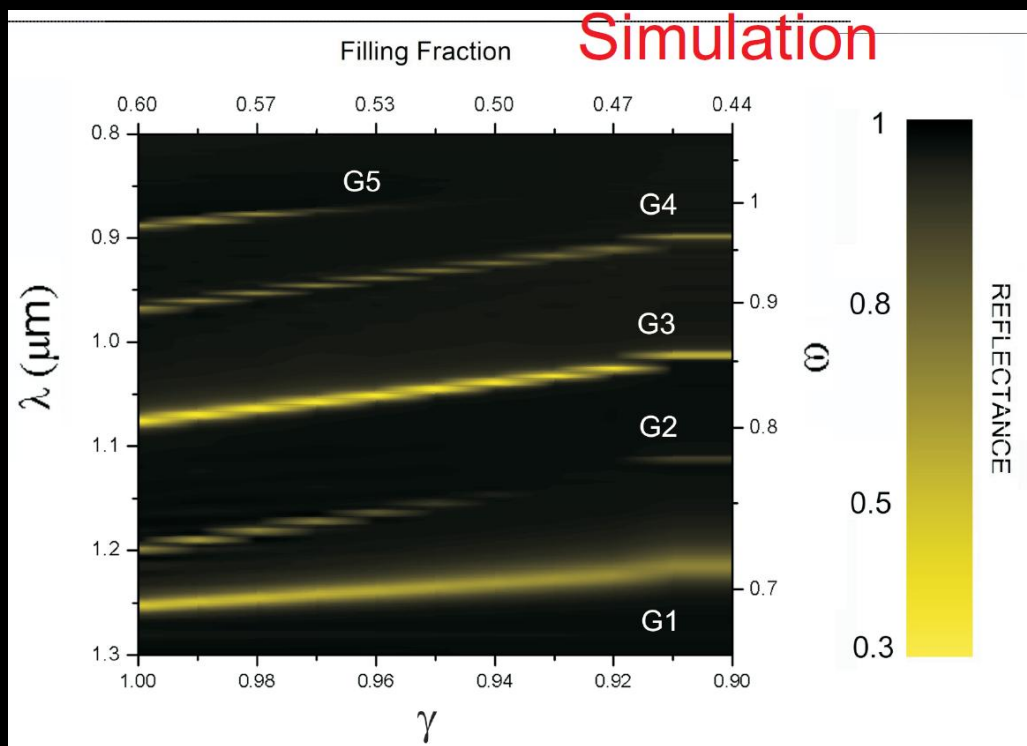 Simulation
Filling Fraction
0.60 0.57 0.53 0.50 0.47 0.44
0.8
0.9
1.0
1.1
1.2
1.3
λ (μm)
G5
G4
G3
G2
G1
1
0.9
0.8
0.7
ω
1.00 0.98 0.96 0.94 0.92 0.90
γ
1
0.8
0.5
0.3
REFLECTANCE